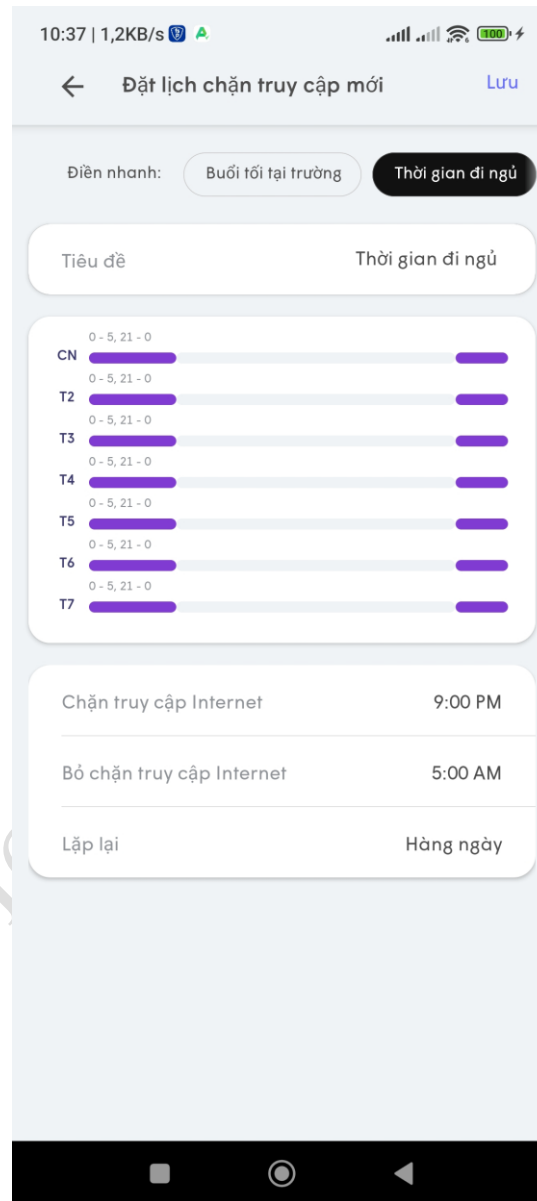 10:37 | 1,2KB/s 100
Đặt lịch chặn truy cập mới Lưu
Điền nhanh: Buổi tối tại trường Thời gian đi ngủ
Tiêu đề Thời gian đi ngủ
0 - 5, 21 - 0
CN
0 - 5, 21 - 0
T2
0 - 5, 21 - 0
T3
0 - 5, 21 - 0
T4
0 - 5, 21 - 0
T5
0 - 5, 21 - 0
T6
0 - 5, 21 - 0
T7
Chặn truy cập Internet 9:00 PM
Bỏ chặn truy cập Internet 5:00 AM
Lặp lại Hàng ngày